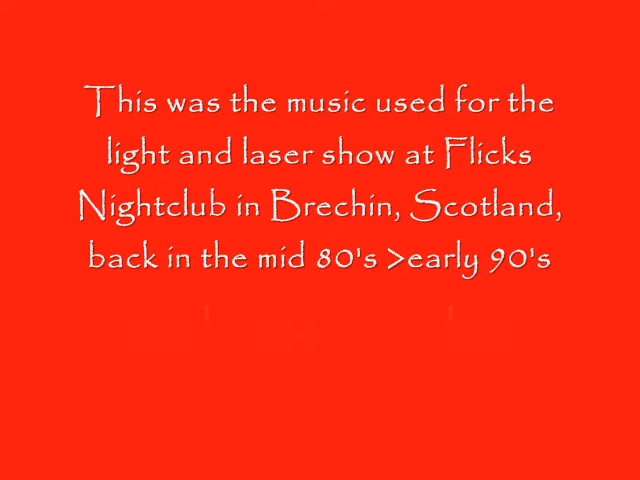 This was the music used for the
light and laser show at Flicks
Nightclub in Brechin, Scotland,
back in the mid 80's >early 90's